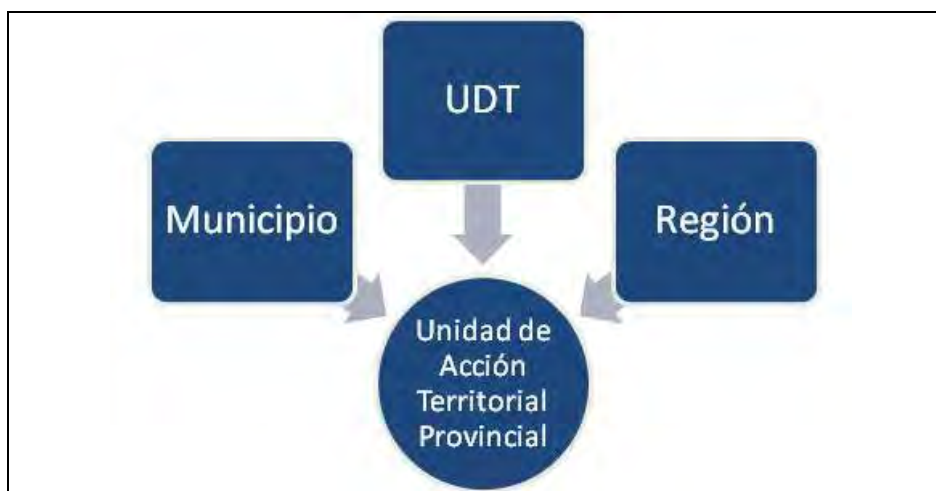 UDT
Municipio
Región
Unidad de
Acción
Territorial
Provincial